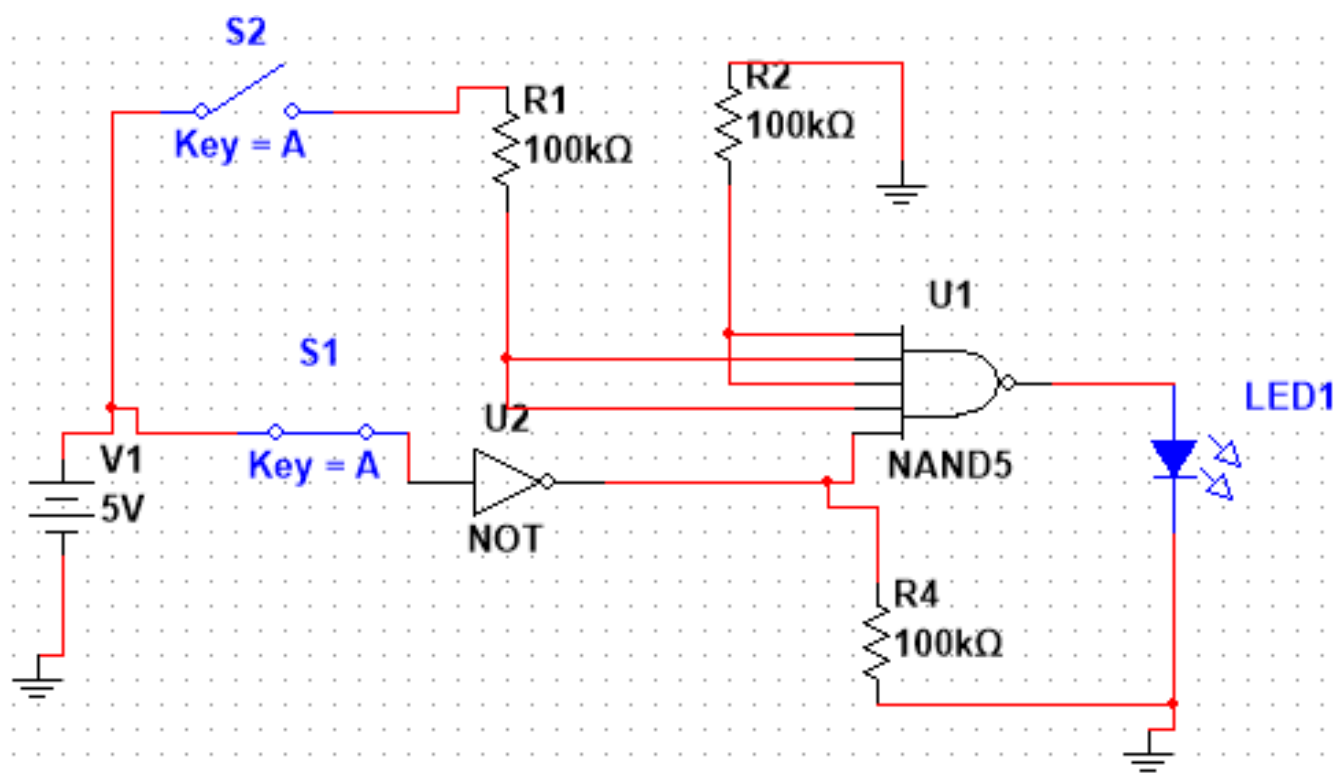 S2
Key = A
R1
100kΩ
R2
100kΩ
U1
NAND5
LED1
S1
Key = A
U2
NOT
V1
5V
R4
100kΩ